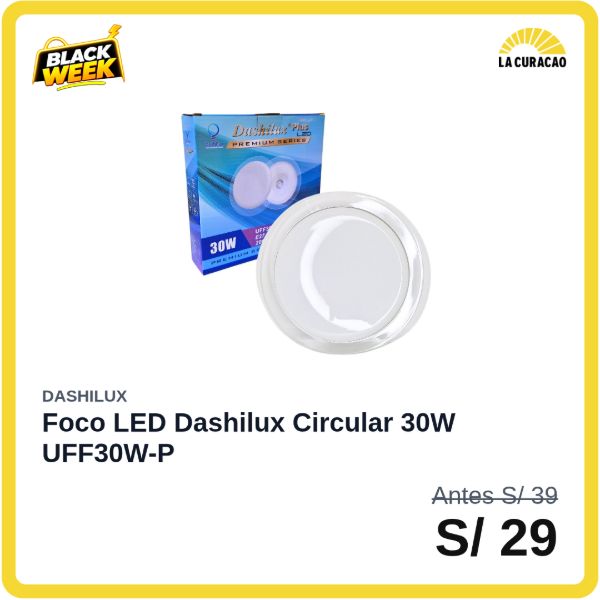 BLACK
WEEK
LA CURACAO
Dashilux Plus
LED
PREMIUM SERIES
30W
DASHILUX
Foco LED Dashilux Circular 30W
UFF30W-P
Antes S/ 39
S/ 29